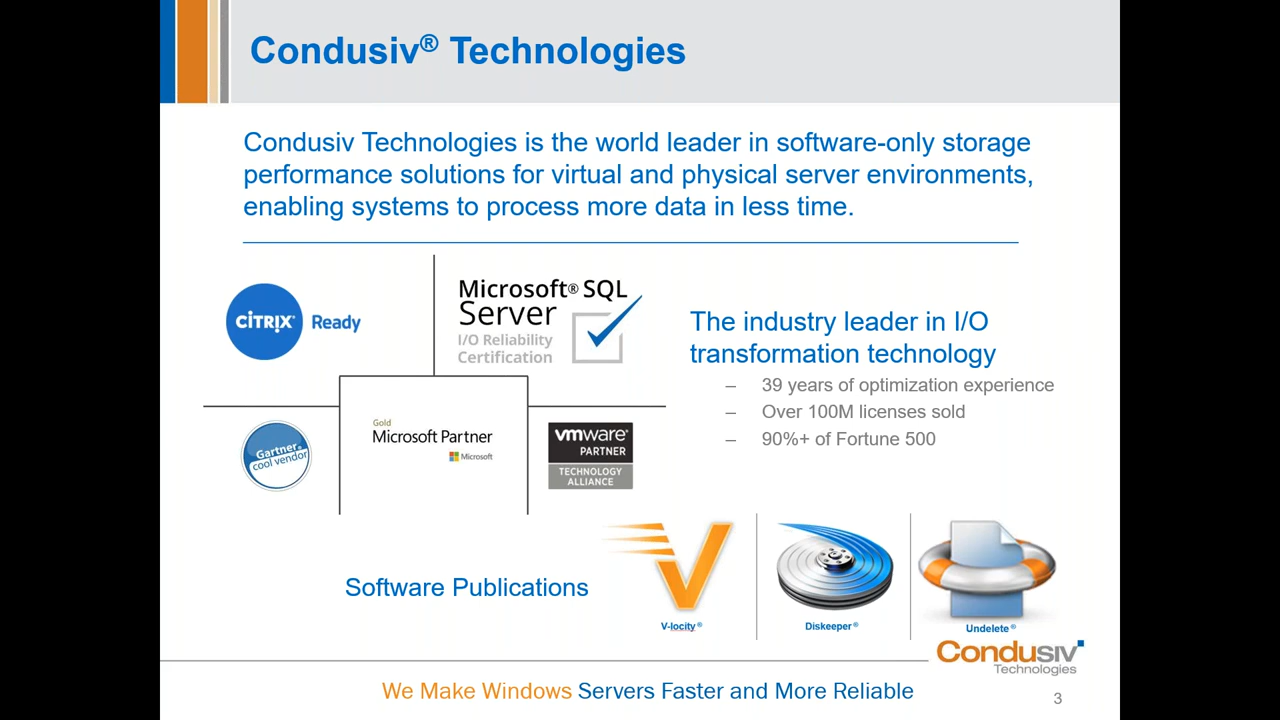 Condusiv® Technologies
Condusiv Technologies is the world leader in software-only storage
performance solutions for virtual and physical server environments,
enabling systems to process more data in less time.
CiTRIX® Ready
Microsoft® SQL
Server
I/O Reliability
Certification
Gartner®
cool vendor
Gold
Microsoft Partner
Microsoft
vmware®
PARTNER
TECHNOLOGY
ALLIANCE
The industry leader in I/O
transformation technology
– 39 years of optimization experience
– Over 100M licenses sold
– 90%+ of Fortune 500
Software Publications
V-locity®
Diskeeper®
Undelete®
Condusiv
Technologies
We Make Windows Servers Faster and More Reliable
3